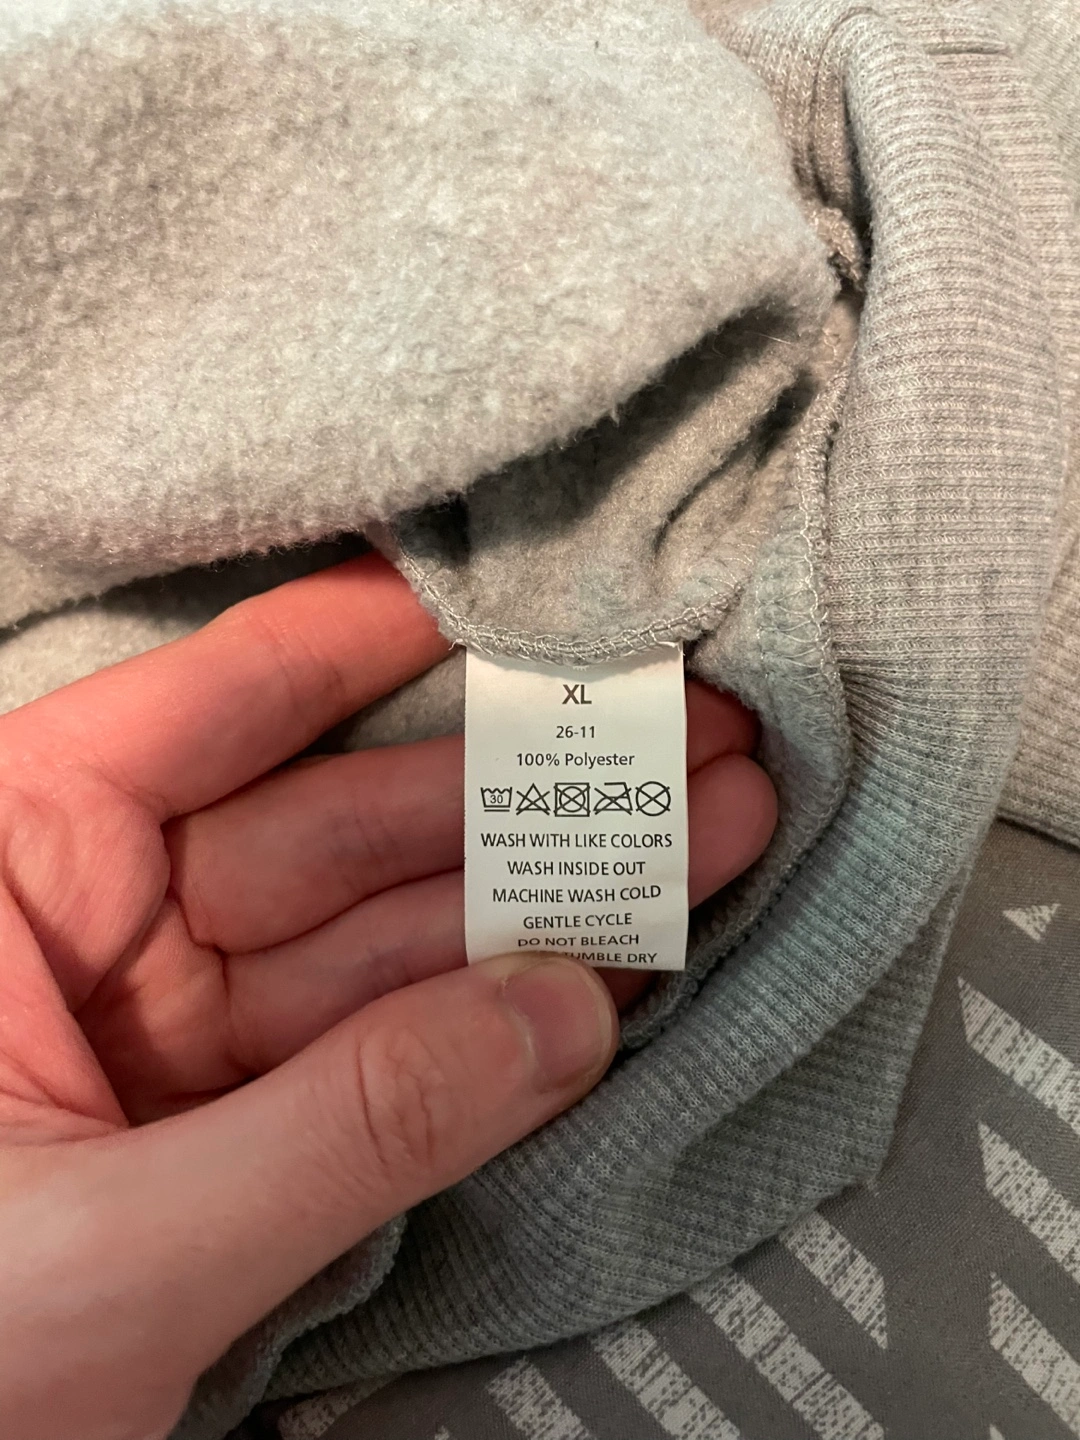 XL
26-11
100% Polyester
30
WASH WITH LIKE COLORS
WASH INSIDE OUT
MACHINE WASH COLD
GENTLE CYCLE
DO NOT BLEACH
TUMBLE DRY